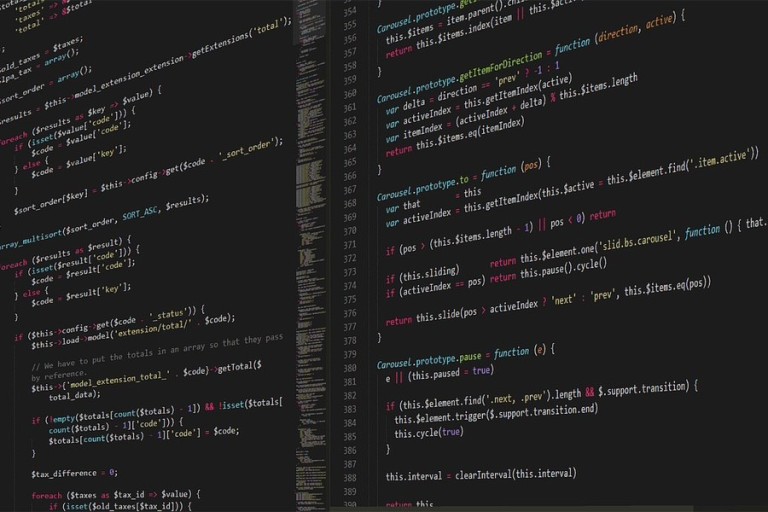 'taxes' => &$taxes,
'total' => &$total
$old_taxes = $taxes;
= array();
$sort_order = array();
$results = $this->model_extension_extension->getExtensions('total');
foreach ($results as $key => $value) {
if (isset($value['code'])) {
$code = $value['code'];
} else {
$code = $value['key'];
}
$sort_order[$key] = $this->config->get($code . '_sort_order');
array_multisort($sort_order, SORT_ASC, $results);
foreach ($results as $result) {
if (isset($result['code'])) {
$code = $result['code'];
} else {
$code = $result['key'];
}
if ($this->config->get($code . '_status')) {
$this->load->model('extension/total/' . $code);
// We have to put the totals in an array so that they pass
by reference.
$this->{'model_extension_total_' . $code}->getTotal($
total_data);
if (!empty($totals[count($totals) - 1]) && !isset($totals[
count($totals) - 1]['code'])) {
$totals[count($totals) - 1]['code'] = $code;
}
$tax_difference = 0;
foreach ($taxes as $tax_id => $value) {
if (isset($old_taxes[$tax_id])) {
354 Carousel.prototype.
355 this.$items = item.parent().
356 return this.$items.index(item || this.
357 }
358
359 Carousel.prototype.getItemForDirection = function (direction, active) {
360 var delta = direction == 'prev' ? -1 : 1
361 var activeIndex = this.getItemIndex(active)
362 var itemIndex = (activeIndex + delta) % this.$items.length
363 return this.$items.eq(itemIndex)
364
365 }
366
367 Carousel.prototype.to = function (pos) {
368 var that = this
369 var activeIndex = this.getItemIndex(this.$active = this.$element.find('.item.active'))
370
371 if (pos > (this.$items.length - 1) || pos < 0) return
372
373 if (this.sliding) return this.$element.one('slid.bs.carousel', function () { that.
374 if (activeIndex == pos) return this.pause().cycle()
375
376 return this.slide(pos > activeIndex ? 'next' : 'prev', this.$items.eq(pos))
377 }
378
379
380 Carousel.prototype.pause = function (e) {
381 e || (this.paused = true)
382
383 if (this.$element.find('.next, .prev').length && $.support.transition) {
384 this.$element.trigger($.support.transition.end)
385 this.cycle(true)
386 }
387
388 this.interval = clearInterval(this.interval)
389
390 return this